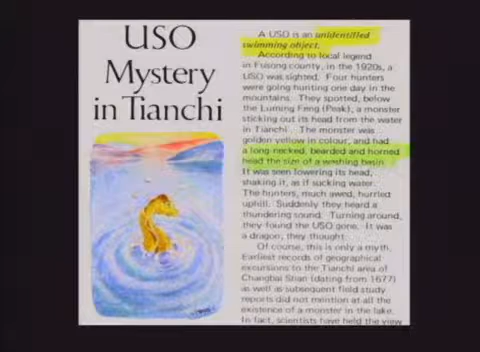 USO
Mystery
in Tianchi
A USO is an unidentified
swimming object.
According to local legend
in Fusong county, in the 1920s, a
USO was sighted. Four hunters
were going hunting one day in the
mountains. They spotted, below
the Luming Feng (Peak), a monster
sticking out its head from the water
in Tianchi. The monster was
golden yellow in colour, and had
a long-necked, bearded and horned
head the size of a washing basin.
It was seen lowering its head,
shaking it, as if sucking water.
The hunters, much awed, hurried
uphill. Suddenly they heard a
thundering sound. Turning around,
they found the USO gone. It was
a dragon, they thought.
Of course, this is only a myth.
Earliest records of geographical
excursions to the Tianchi area of
Changbai Shan (dating from 1677)
as well as subsequent field study
reports did not mention at all the
existence of a monster in the lake.
In fact, scientists have held the view